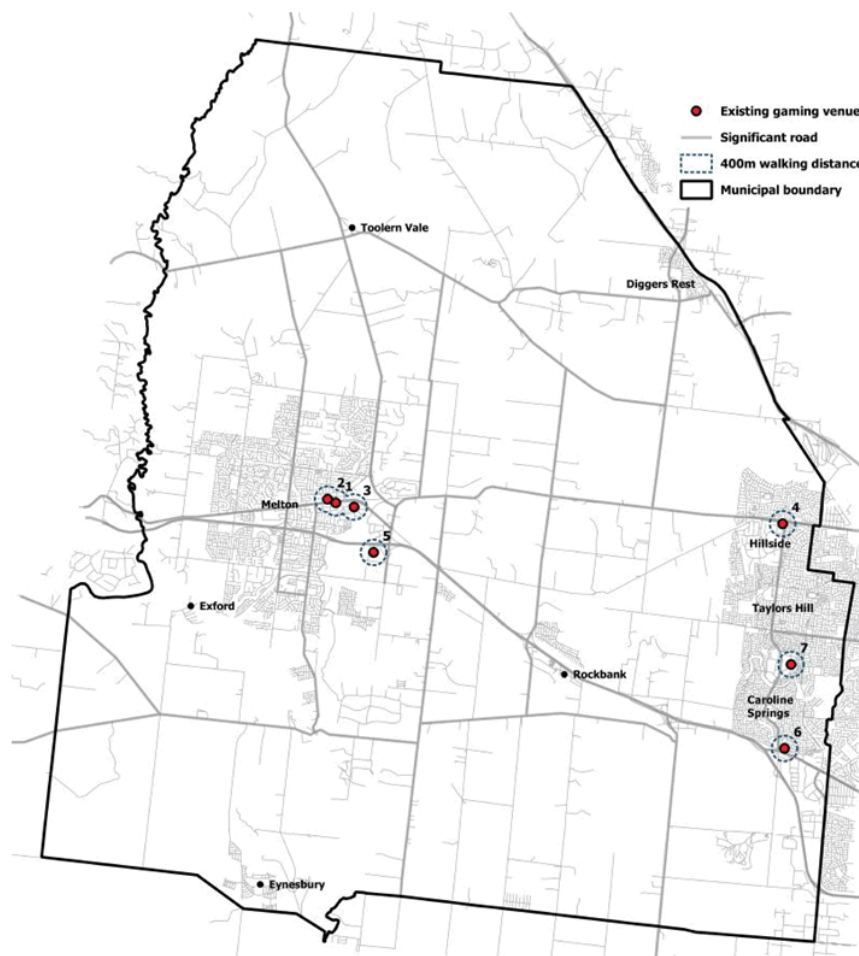 Existing gaming venue
Significant road
400m walking distance
Municipal boundary
Toolern Vale
Diggers Rest
2
1
3
Melton
4
5
Hillside
Exford
Taylors Hill
7
Rockbank
Caroline
Springs
6
Eynesbury